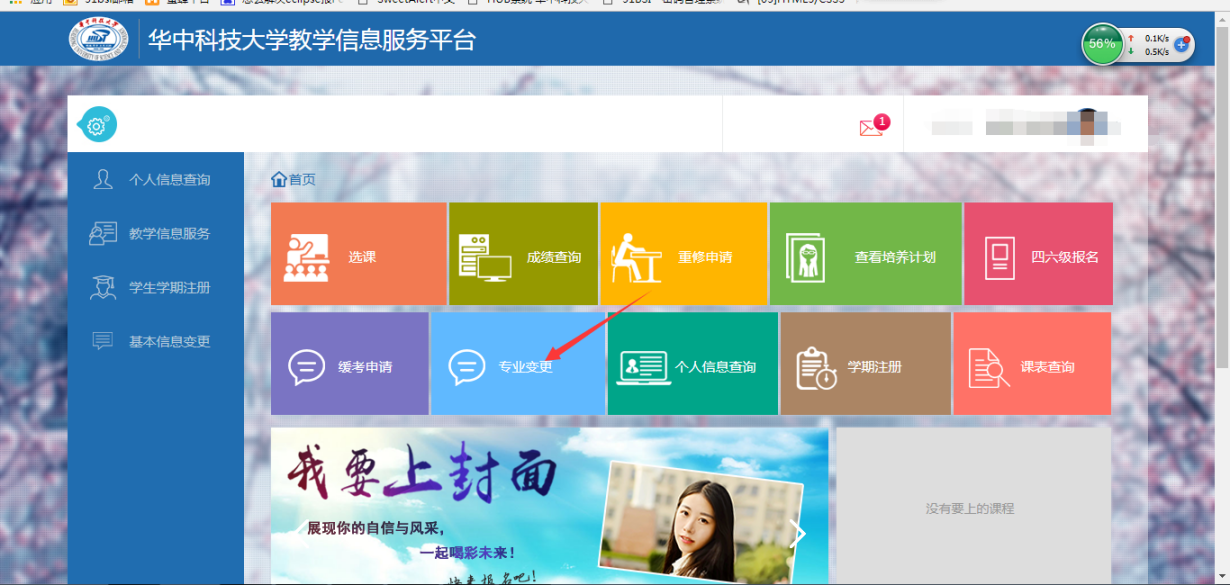 华中科技大学教学信息服务平台
56%
0.1K/s
0.5K/s
1
个人信息查询
教学信息服务
学生学期注册
基本信息变更
首页
选课
成绩查询
重修申请
查看培养计划
四六级报名
缓考申请
专业变更
个人信息查询
学期注册
课表查询
我要上封面
展现你的自信与风采,
一起喝彩未来!
快来报名吧!
没有要上的课程